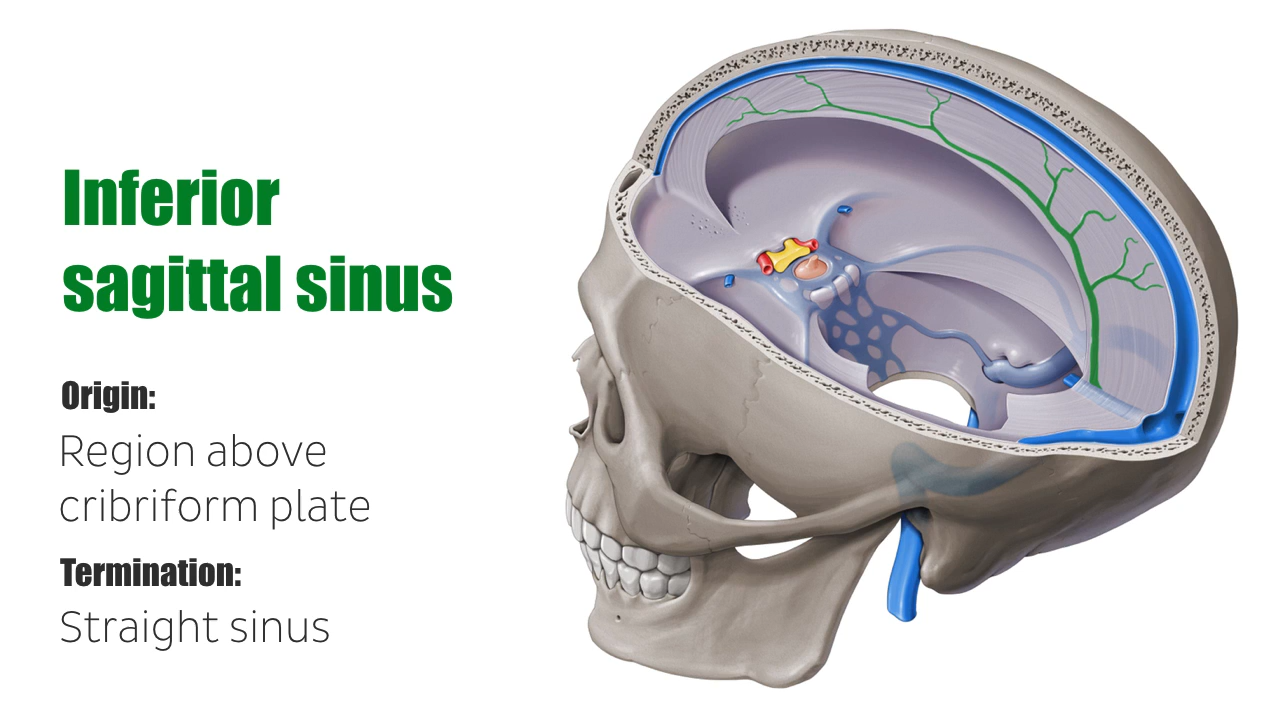 Inferior
sagittal sinus
Origin:
Region above
cribriform plate
Termination:
Straight sinus